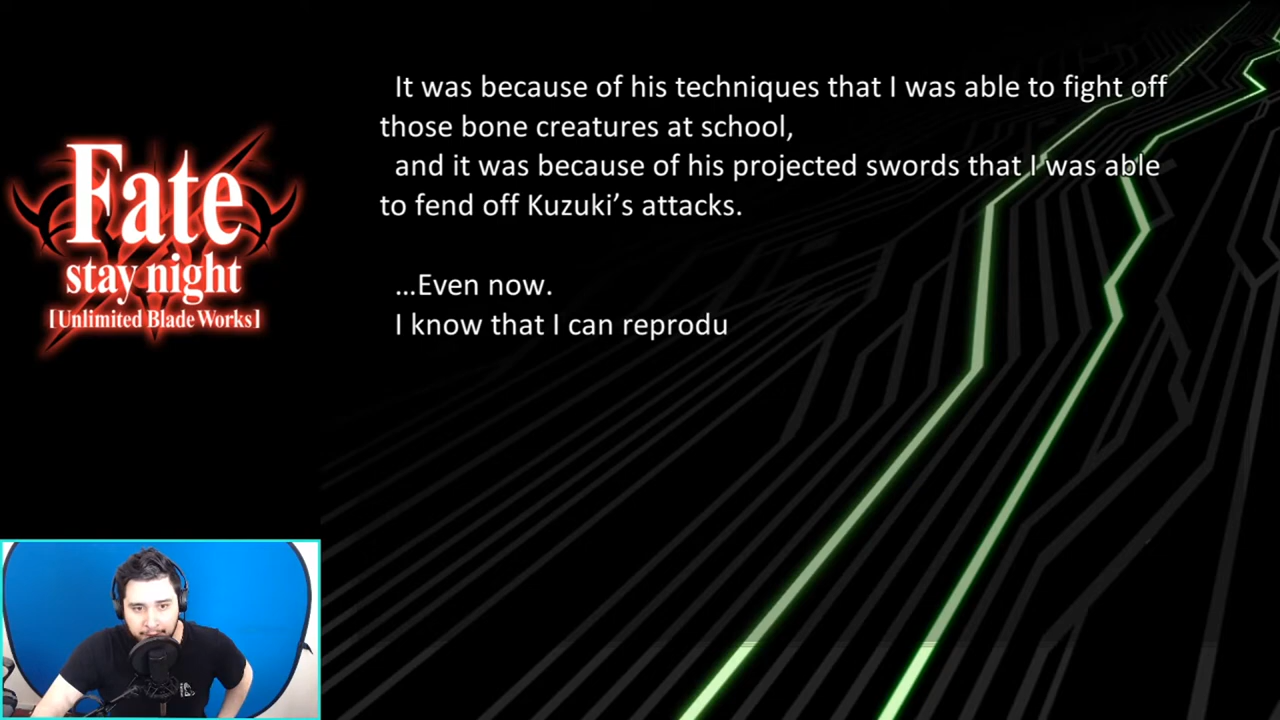 Fate
stay night
[Unlimited Blade Works]
It was because of his techniques that I was able to fight off
those bone creatures at school,
and it was because of his projected swords that I was able
to fend off Kuzuki’s attacks.
…Even now.
I know that I can reprodu